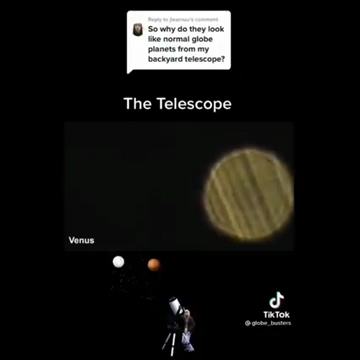 Reply to jbearnau's comment
So why do they look
like normal globe
planets from my
backyard telescope?
The Telescope
Venus
TikTok
@globe_busters